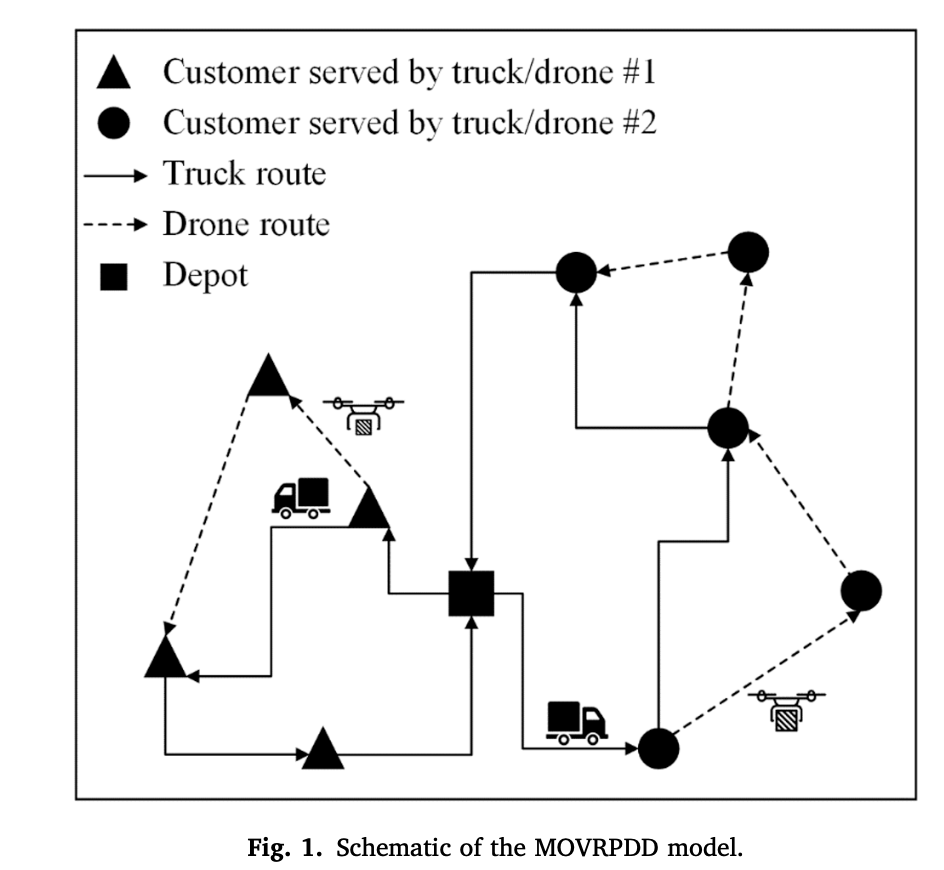 Customer served by truck/drone #1
Customer served by truck/drone #2
Truck route
Drone route
Depot
Fig. 1. Schematic of the MOVRPDD model.